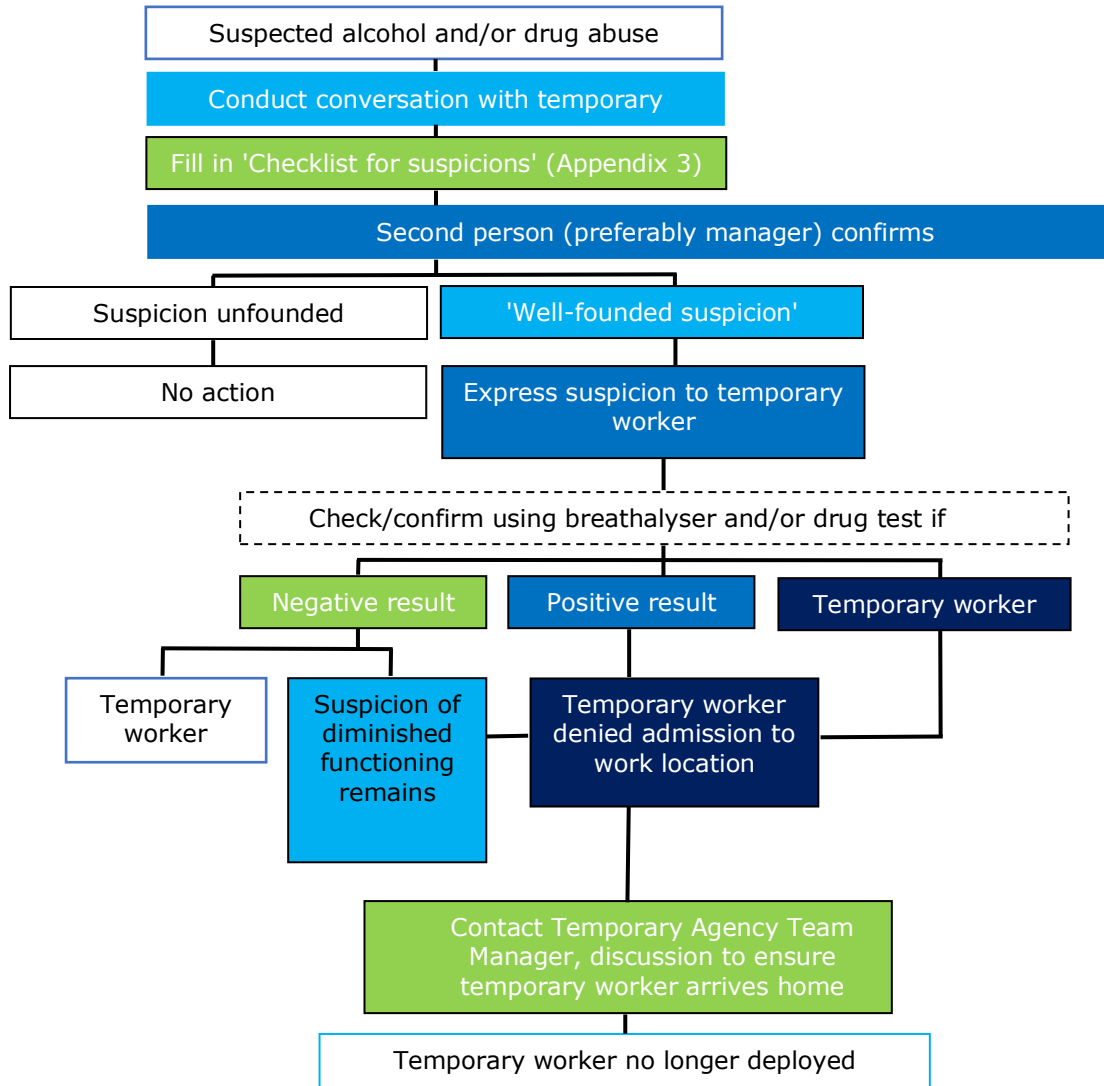 Suspected alcohol and/or drug abuse
Conduct conversation with temporary
Fill in 'Checklist for suspicions' (Appendix 3)
Second person (preferably manager) confirms
Suspicion unfounded
'Well-founded suspicion'
No action
Express suspicion to temporary
worker
Check/confirm using breathalyser and/or drug test if
Negative result
Positive result
Temporary worker
Temporary
worker
Suspicion of
diminished
functioning
remains
Temporary worker
denied admission to
work location
Contact Temporary Agency Team
Manager, discussion to ensure
temporary worker arrives home
Temporary worker no longer deployed